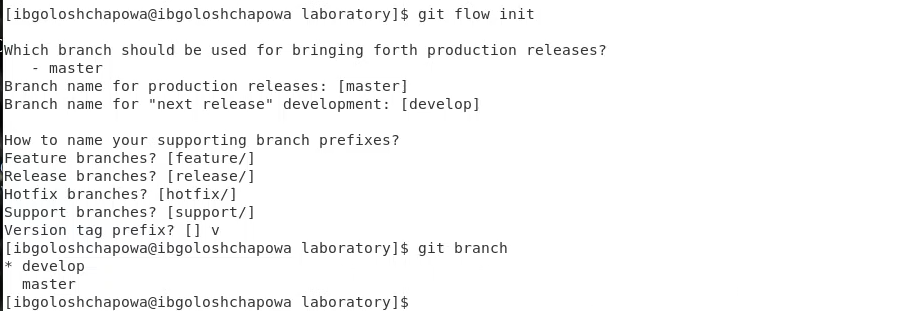 [ibgoloshchapowa@ibgoloshchapowa laboratory]$ git flow init
Which branch should be used for bringing forth production releases?
   - master
Branch name for production releases: [master]
Branch name for "next release" development: [develop]
How to name your supporting branch prefixes?
Feature branches? [feature/]
Release branches? [release/]
Hotfix branches? [hotfix/]
Support branches? [support/]
Version tag prefix? [] v
[ibgoloshchapowa@ibgoloshchapowa laboratory]$ git branch
* develop
  master
[ibgoloshchapowa@ibgoloshchapowa laboratory]$